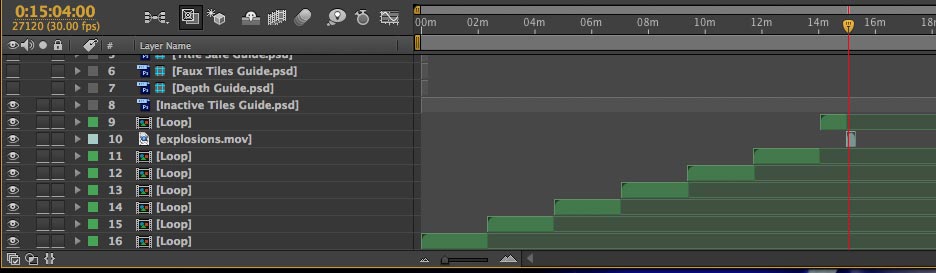 0:15:04:00
27120 (30.00 fps)
00m 02m 04m 06m 08m 10m 12m 14m 16m 18m
# Layer Name
5 [Title Safe Guide.psd]
6 [Faux Tiles Guide.psd]
7 [Depth Guide.psd]
8 [Inactive Tiles Guide.psd]
9 [Loop]
10 [explosions.mov]
11 [Loop]
12 [Loop]
13 [Loop]
14 [Loop]
15 [Loop]
16 [Loop]